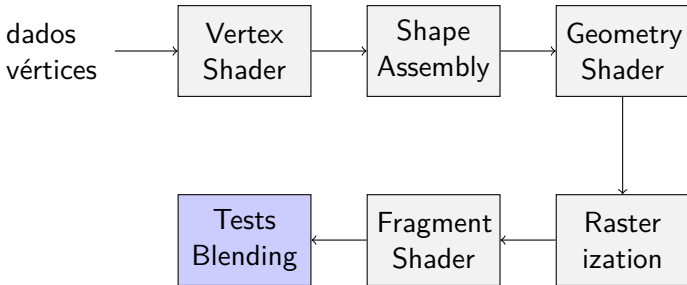 dados
vértices
Vertex
Shader
Shape
Assembly
Geometry
Shader
Raster
ization
Fragment
Shader
Tests
Blending